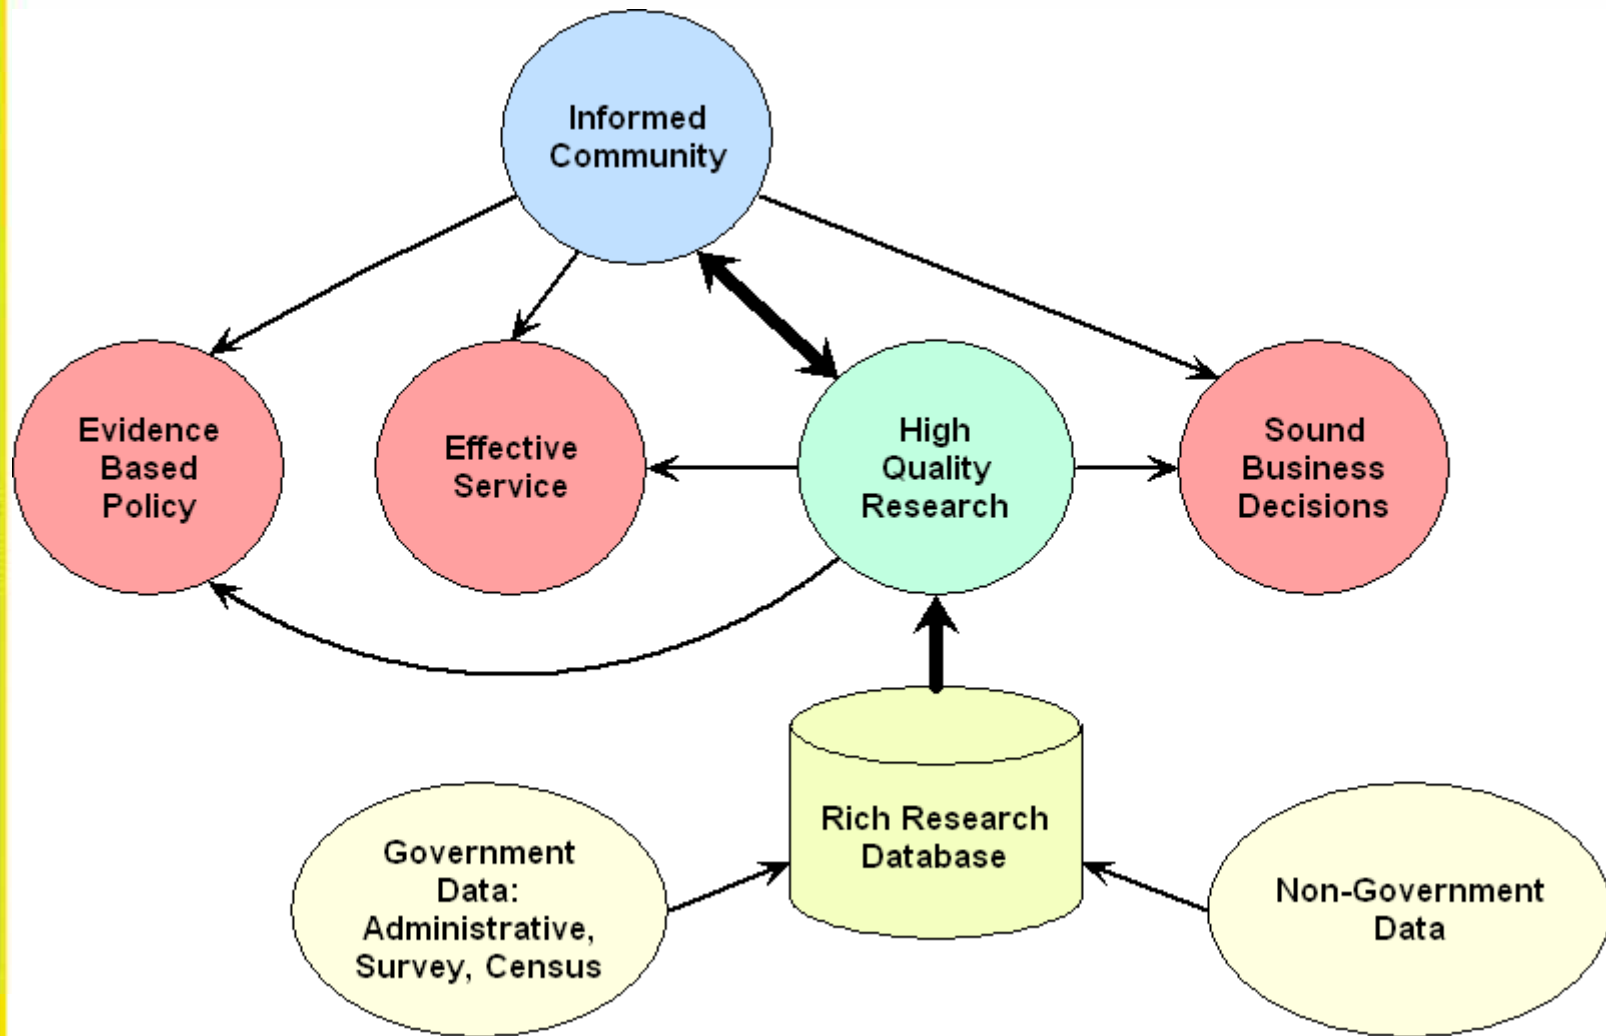 Informed
Community
Evidence
Based
Policy
Effective
Service
High
Quality
Research
Sound
Business
Decisions
Rich Research
Database
Government
Data:
Administrative,
Survey, Census
Non-Government
Data